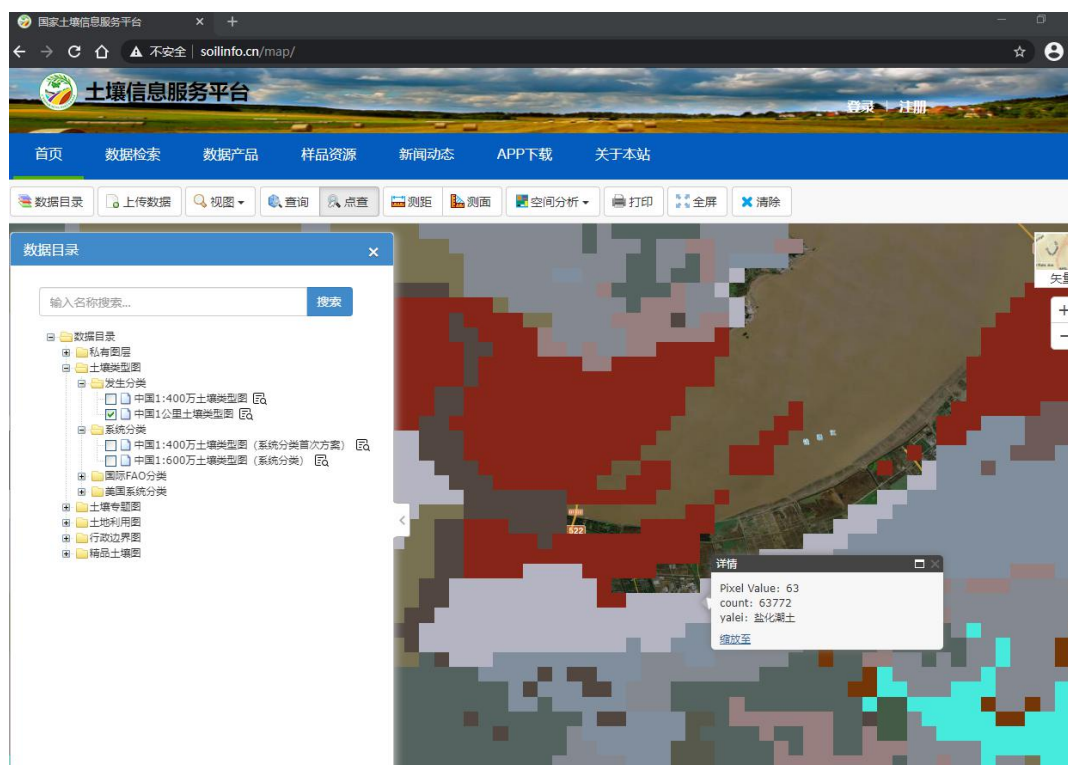 国家土壤信息服务平台
不安全 | soilinfo.cn/map/
土壤信息服务平台
登录 | 注册
首页 数据检索 数据产品 样品资源 新闻动态 APP下载 关于本站
数据目录 上传数据 视图 查询 点查 测距 测面 空间分析 打印 全屏 清除
数据目录
输入名称搜索... 搜索
数据目录
私有图层
土壤类型图
发生分类
中国1:400万土壤类型图
中国1公里土壤类型图
系统分类
中国1:400万土壤类型图（系统分类首次方案）
中国1:600万土壤类型图（系统分类）
国际FAO分类
美国系统分类
土壤专题图
土地利用图
行政边界图
精品土壤图
矢量
522
详情
Pixel Value: 63
count: 63772
yalei: 盐化潮土
缩放至